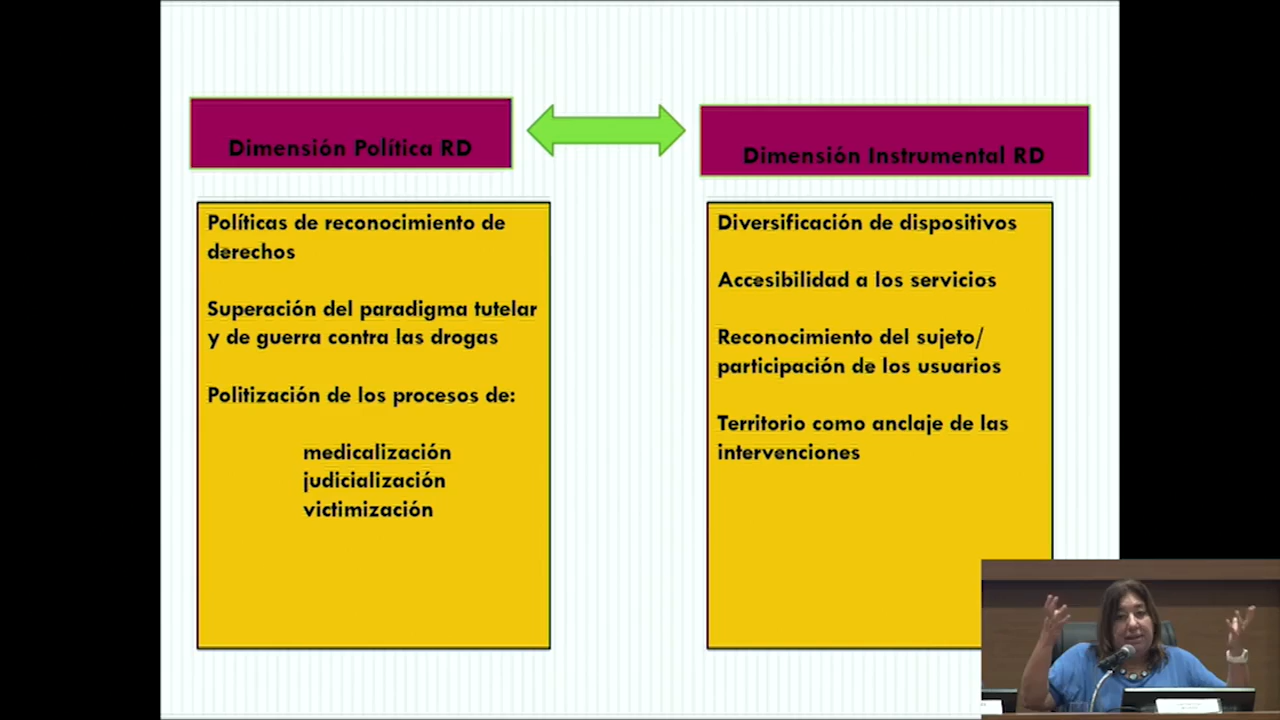 Dimensión Política RD
Dimensión Instrumental RD
Políticas de reconocimiento de
derechos
Superación del paradigma tutelar
y de guerra contra las drogas
Politización de los procesos de:
medicalización
judicialización
victimización
Diversificación de dispositivos
Accesibilidad a los servicios
Reconocimiento del sujeto/
participación de los usuarios
Territorio como anclaje de las
intervenciones